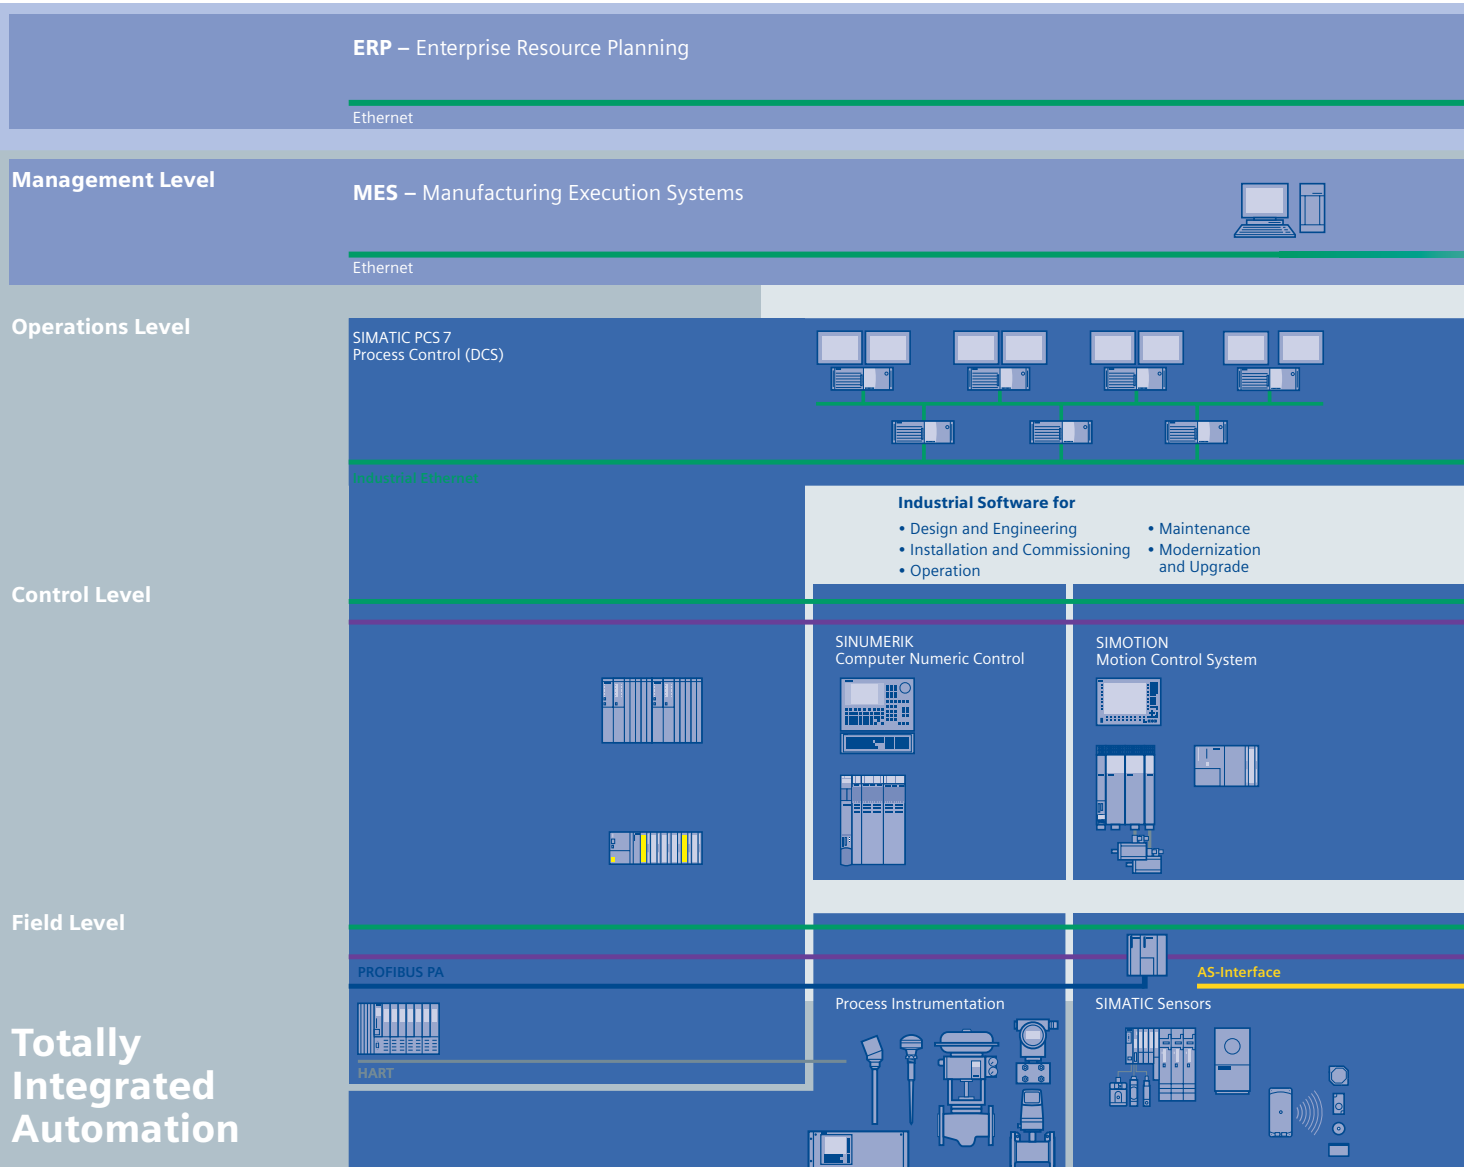 ERP – Enterprise Resource Planning
Ethernet
Management Level
MES – Manufacturing Execution Systems
Ethernet
Operations Level
SIMATIC PCS 7
Process Control (DCS)
Industrial Ethernet
Industrial Software for
• Design and Engineering
• Installation and Commissioning
• Operation
• Maintenance
• Modernization
and Upgrade
Control Level
SINUMERIK
Computer Numeric Control
SIMOTION
Motion Control System
Field Level
PROFIBUS PA
AS-Interface
Process Instrumentation
SIMATIC Sensors
HART
Totally
Integrated
Automation